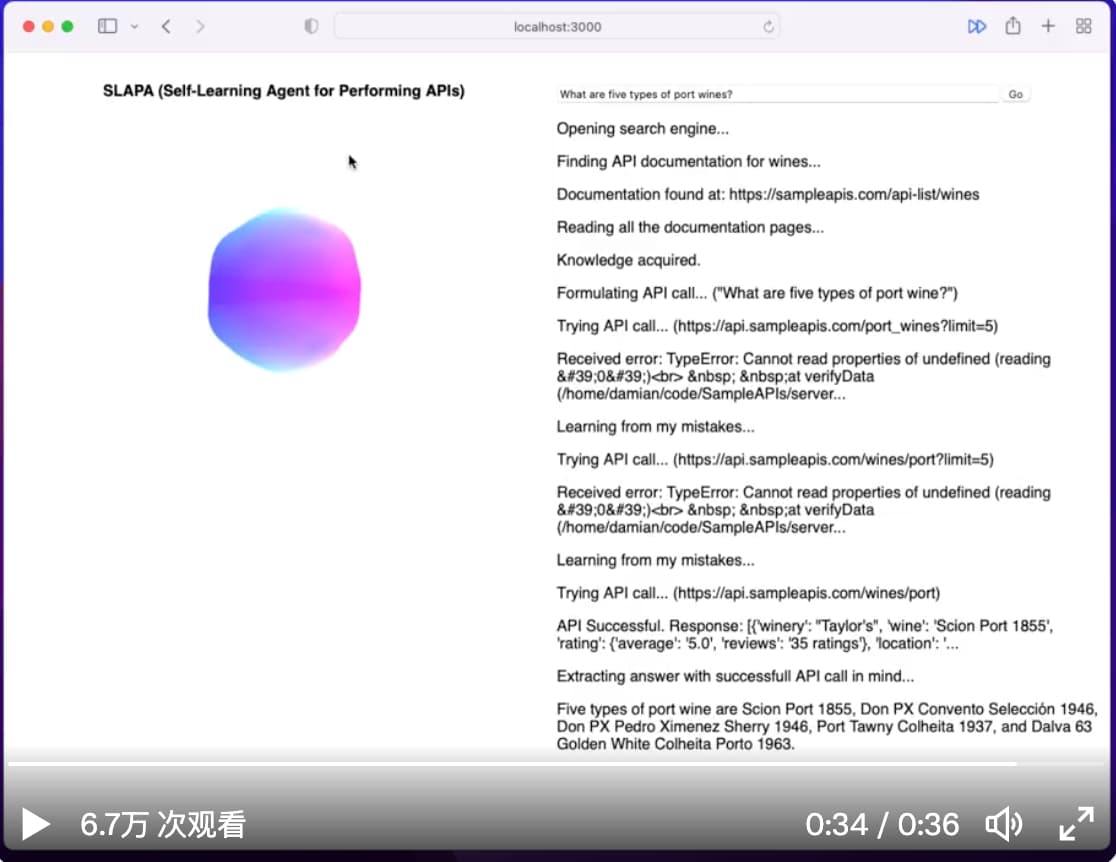 localhost:3000
SLAPA (Self-Learning Agent for Performing APIs)
What are five types of port wines?
Go
Opening search engine...
Finding API documentation for wines...
Documentation found at: https://sampleapis.com/api-list/wines
Reading all the documentation pages...
Knowledge acquired.
Formulating API call... ("What are five types of port wine?")
Trying API call... (https://api.sampleapis.com/port_wines?limit=5)
Received error: TypeError: Cannot read properties of undefined (reading
&#39;0&#39;)<br> &nbsp; &nbsp;at verifyData
(/home/damian/code/SampleAPIs/server...
Learning from my mistakes...
Trying API call... (https://api.sampleapis.com/wines/port?limit=5)
Received error: TypeError: Cannot read properties of undefined (reading
&#39;0&#39;)<br> &nbsp; &nbsp;at verifyData
(/home/damian/code/SampleAPIs/server...
Learning from my mistakes...
Trying API call... (https://api.sampleapis.com/wines/port)
API Successful. Response: [{'winery': "Taylor's", 'wine': 'Scion Port 1855',
'rating': {'average': '5.0', 'reviews': '35 ratings'}, 'location': '...
Extracting answer with successfull API call in mind...
Five types of port wine are Scion Port 1855, Don PX Convento Selección 1946,
Don PX Pedro Ximenez Sherry 1946, Port Tawny Colheita 1937, and Dalva 63
Golden White Colheita Porto 1963.
6.7万 次观看
0:34 / 0:36